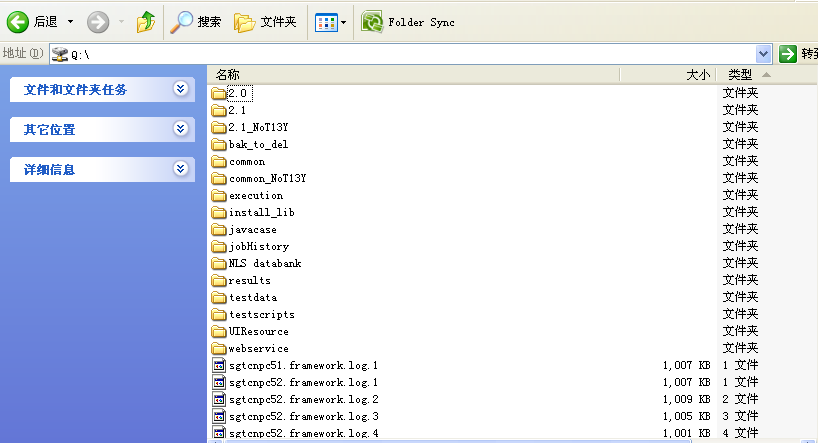 后退 搜索 文件夹 Folder Sync
地址(D) Q:\ 转到
文件和文件夹任务
其它位置
详细信息
名称 大小 类型
2.0 文件夹
2.1 文件夹
2.1_NoT13Y 文件夹
bak_to_del 文件夹
common 文件夹
common_NoT13Y 文件夹
execution 文件夹
install_lib 文件夹
javacase 文件夹
jobHistory 文件夹
NLS databank 文件夹
results 文件夹
testdata 文件夹
testscripts 文件夹
UIResource 文件夹
webservice 文件夹
sgtcnpc51.framework.log.1 1,007 KB 1 文件
sgtcnpc52.framework.log.1 1,007 KB 1 文件
sgtcnpc52.framework.log.2 1,009 KB 2 文件
sgtcnpc52.framework.log.3 1,005 KB 3 文件
sgtcnpc52.framework.log.4 1,001 KB 4 文件